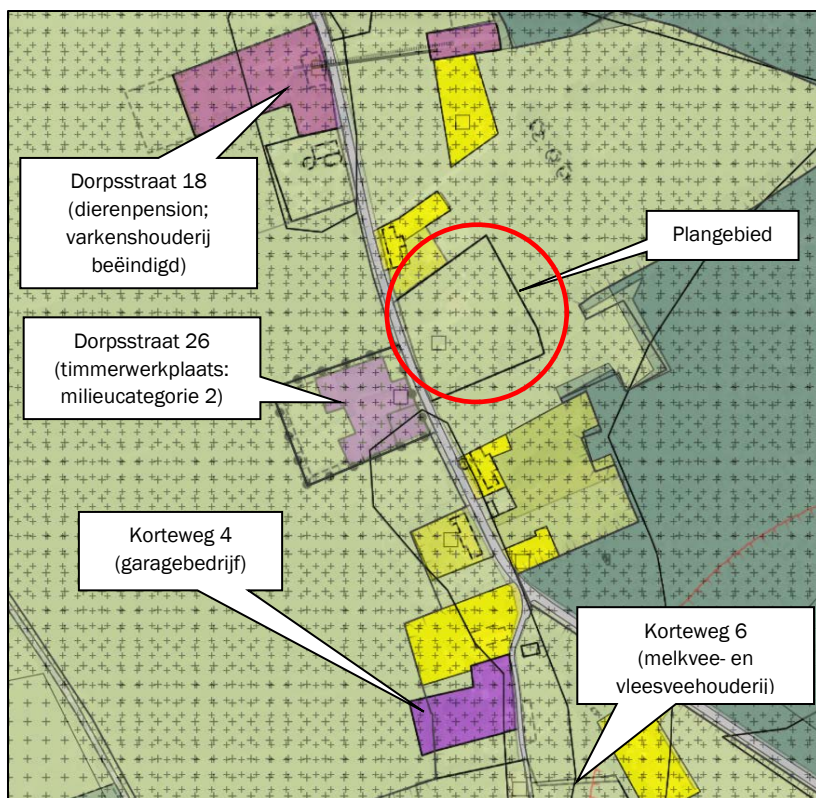 Dorpsstraat 18
(dierenpension;
varkenshouderij
beëindigd)
Plangebied
Dorpsstraat 26
(timmerwerkplaats:
milieucategorie 2)
Korteweg 4
(garagebedrijf)
Korteweg 6
(melkvee- en
vleesveehouderij)